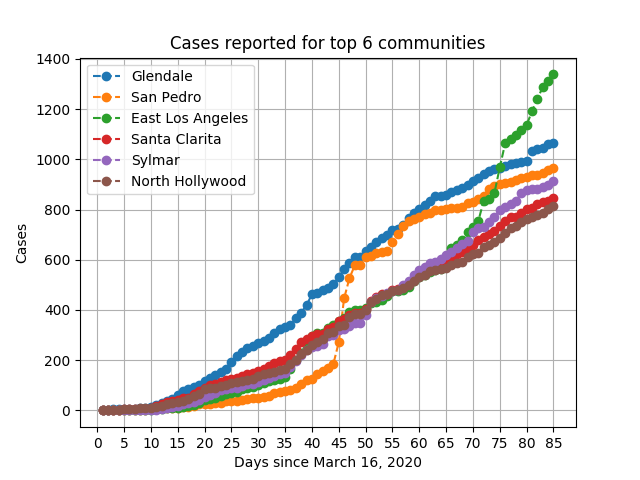 Cases reported for top 6 communities
1400
1200
1000
800
600
400
200
0
Cases
Glendale
San Pedro
East Los Angeles
Santa Clarita
Sylmar
North Hollywood
0 5 10 15 20 25 30 35 40 45 50 55 60 65 70 75 80 85
Days since March 16, 2020